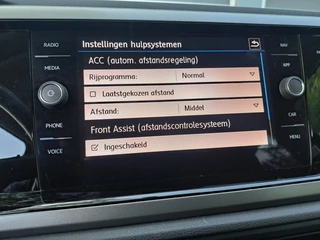 Instellingen hulpsystemen
RADIO
NAV
ACC (autom. afstandsregeling)
MEDIA
APP
Rijprogramma: Normal
Laatstgekozen afstand
Afstand: Middel
CAR
PHONE
Front Assist (afstandscontrolesysteem)
MENU
VOICE
Ingeschakeld